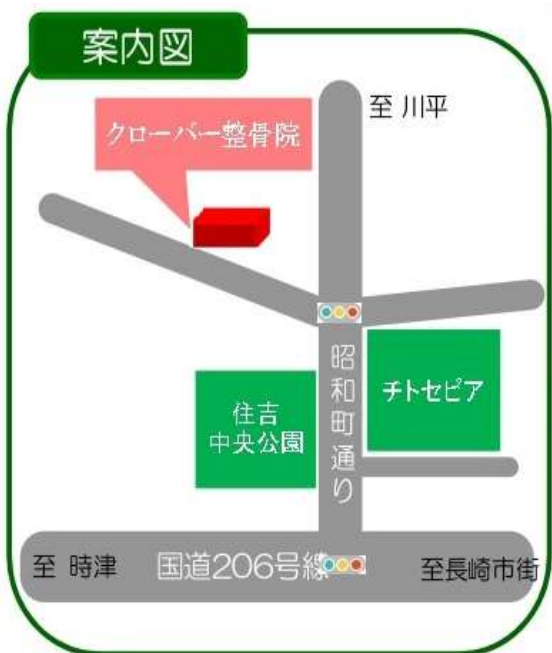 案内図
至 川平
クローバー整骨院
昭和町通り
チトセピア
住吉
中央公園
至 時津
国道206号線
至長崎市街